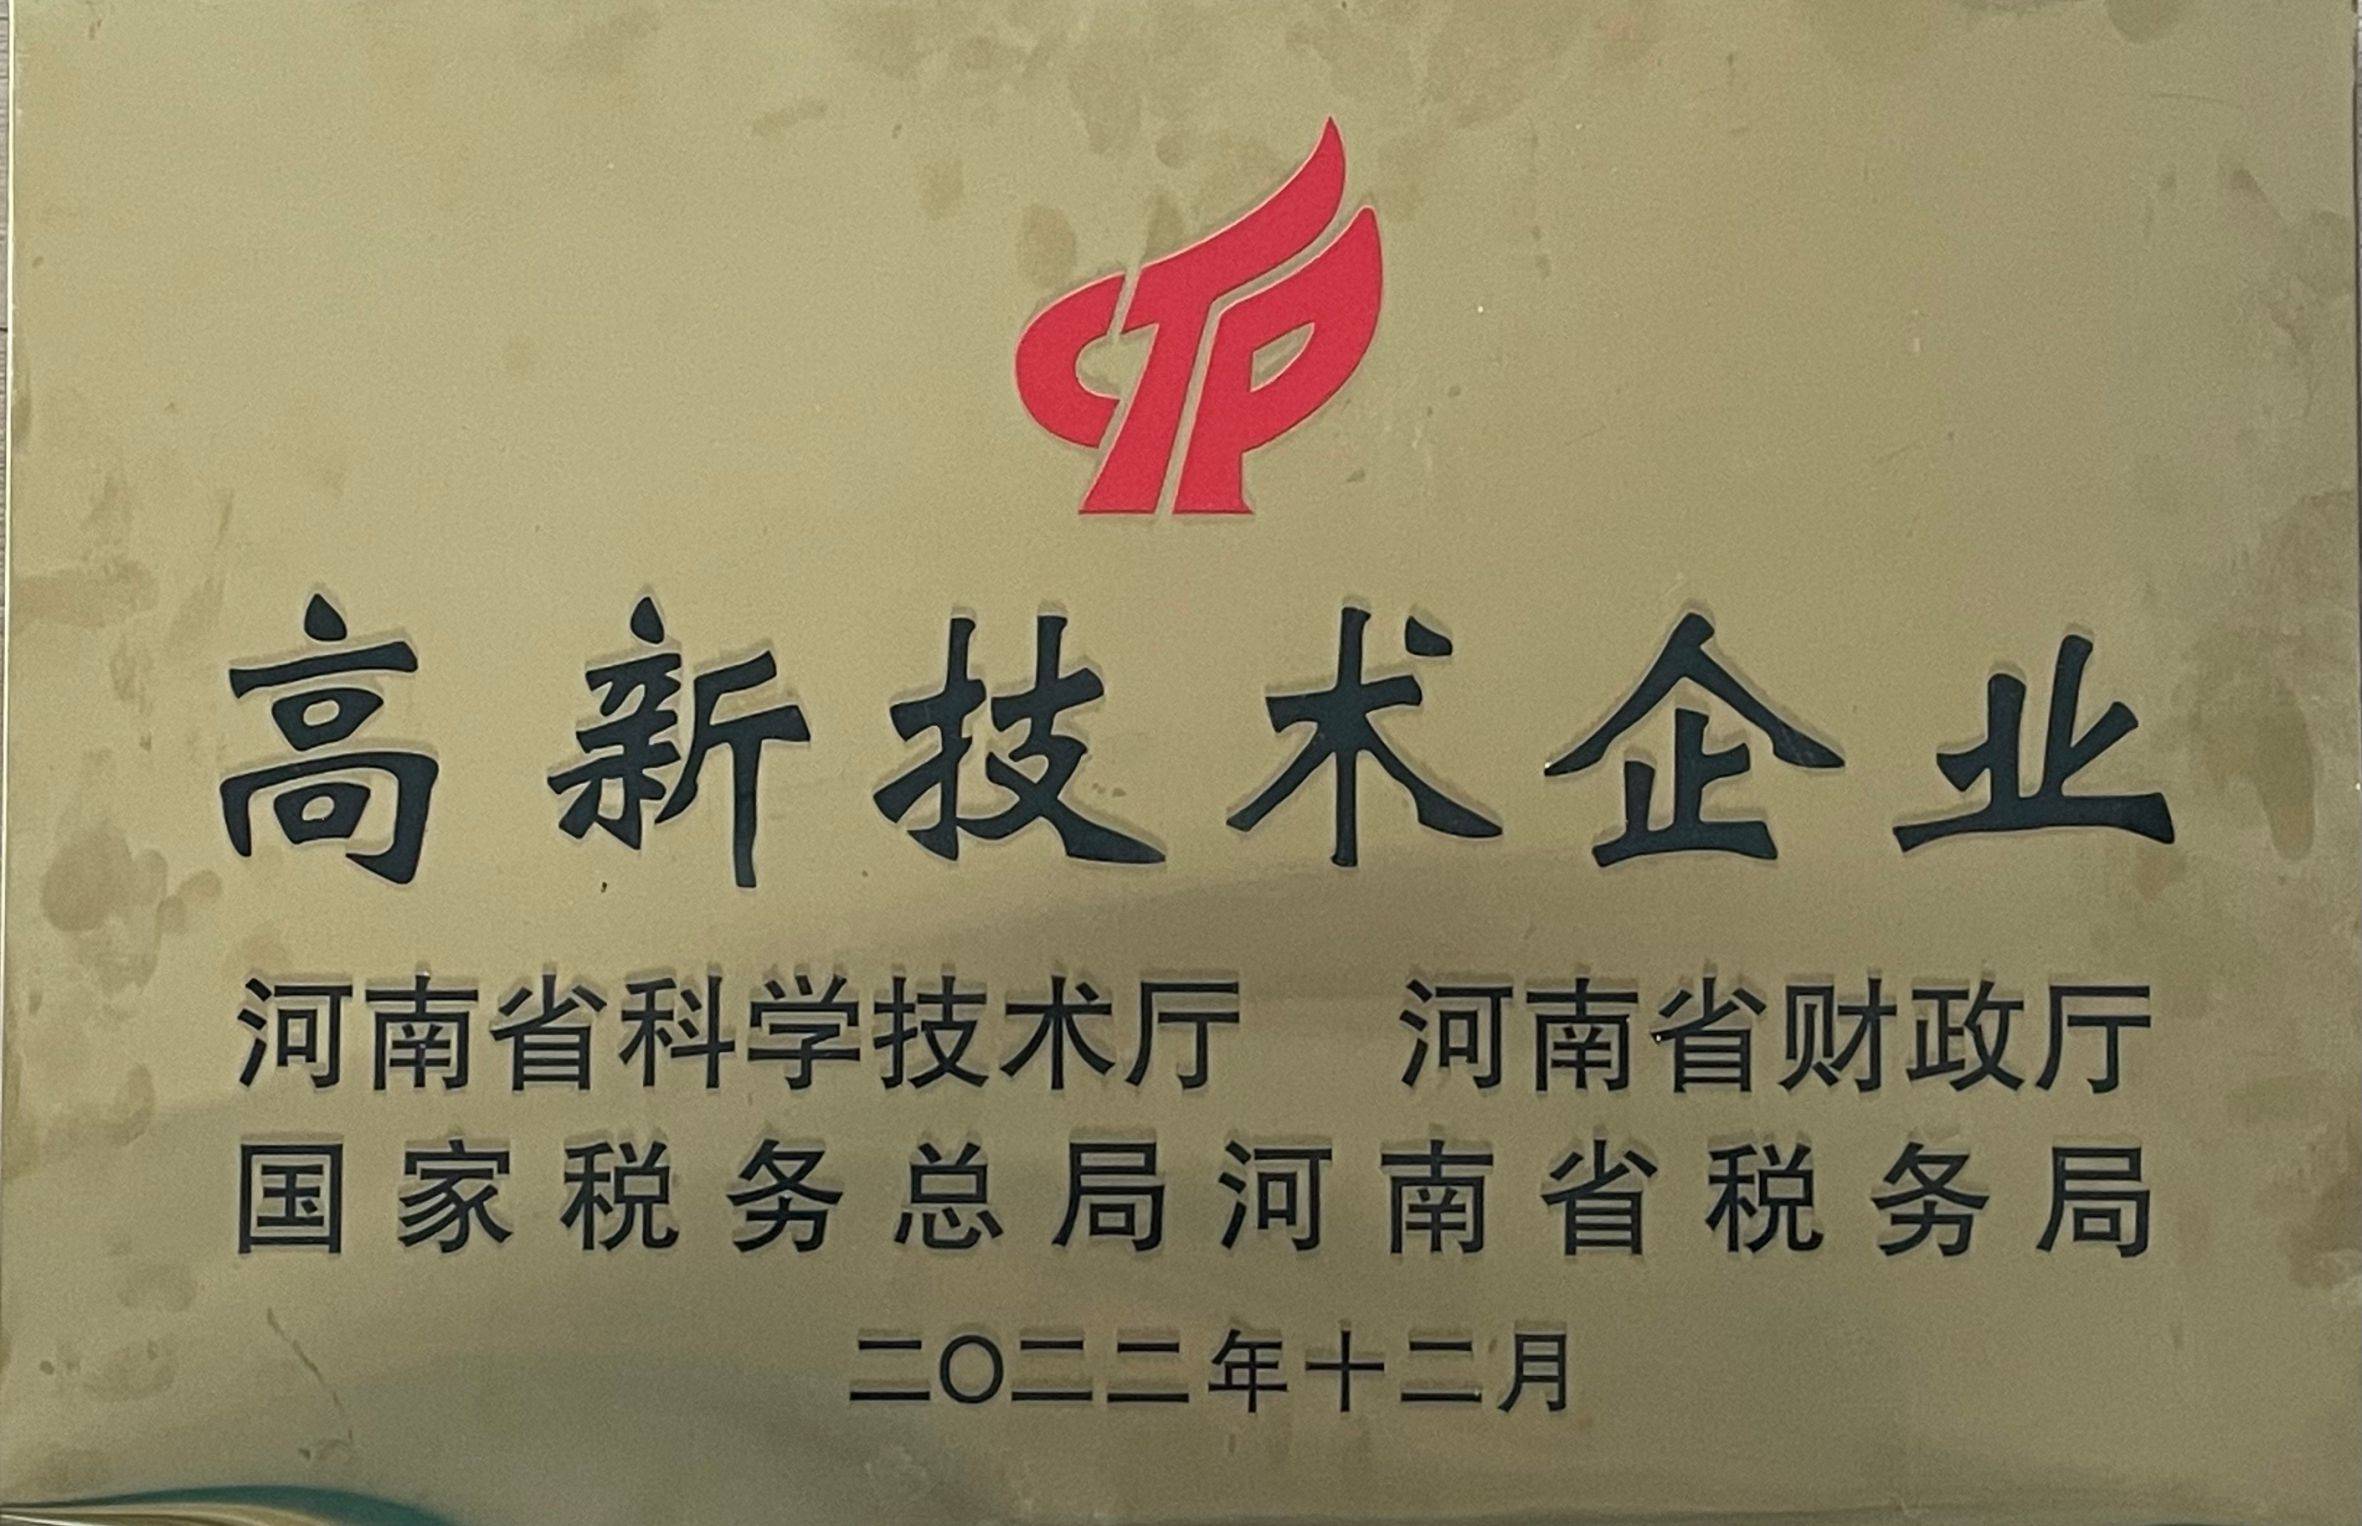 CTP
高新技术企业
河南省科学技术厅 河南省财政厅
国家税务总局河南省税务局
二〇二二年十二月